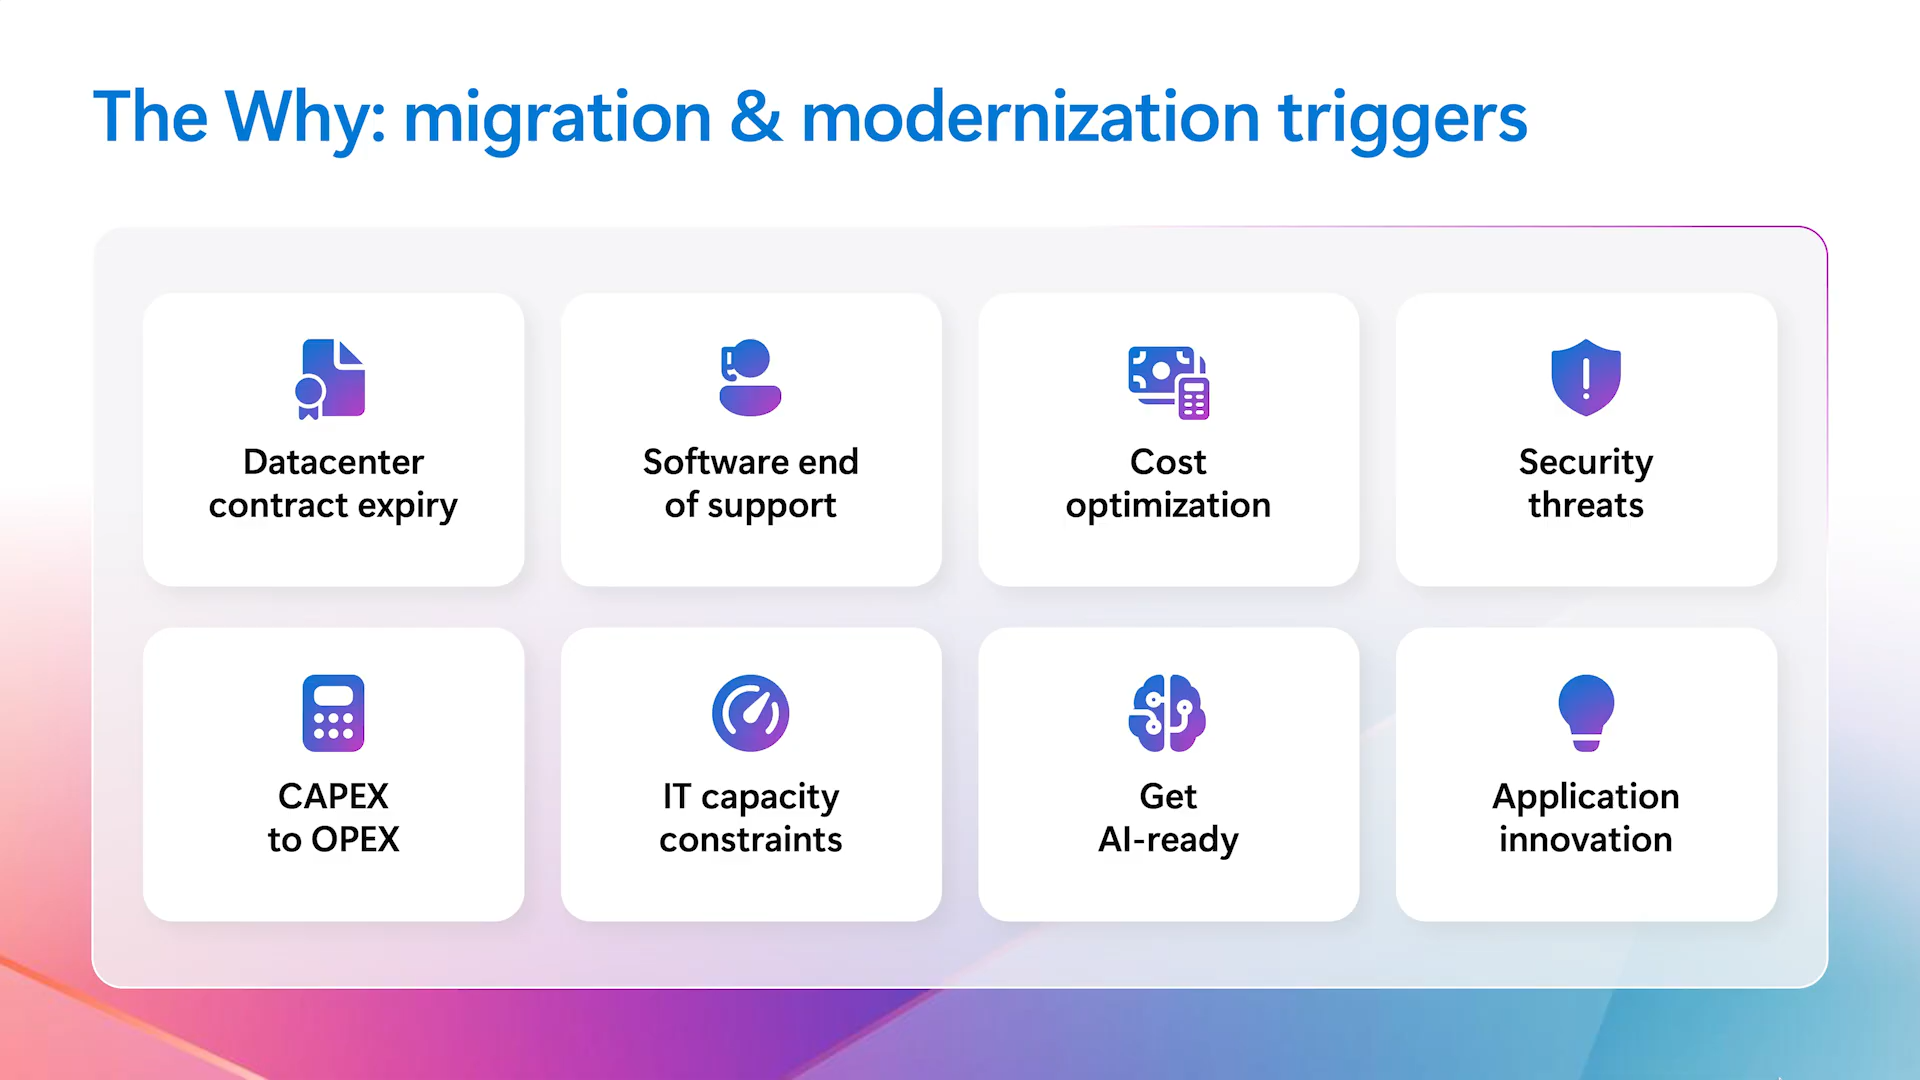 The Why: migration & modernization triggers
Datacenter
contract expiry
Software end
of support
Cost
optimization
Security
threats
CAPEX
to OPEX
IT capacity
constraints
Get
AI-ready
Application
innovation